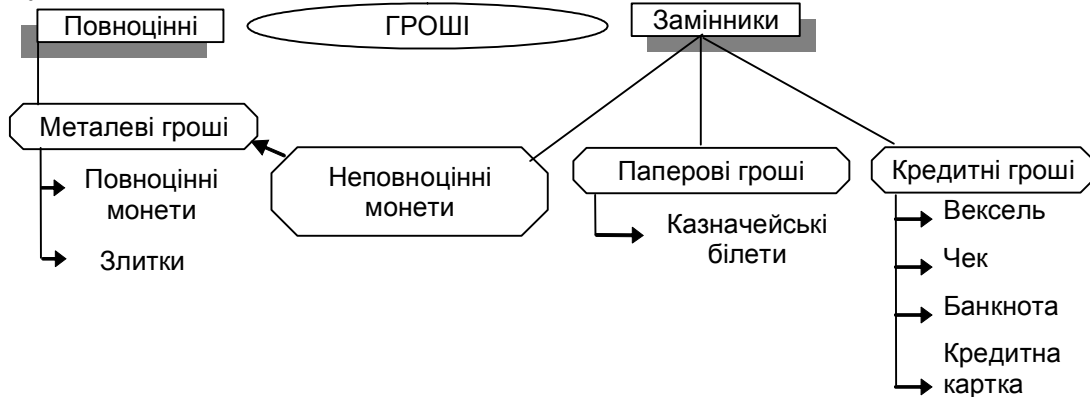 Повноцінні
ГРОШІ
Замінники
Металеві гроші
Повноцінні
монети
Злитки
Неповноцінні
монети
Паперові гроші
Казначейські
білети
Кредитні гроші
Вексель
Чек
Банкнота
Кредитна
картка